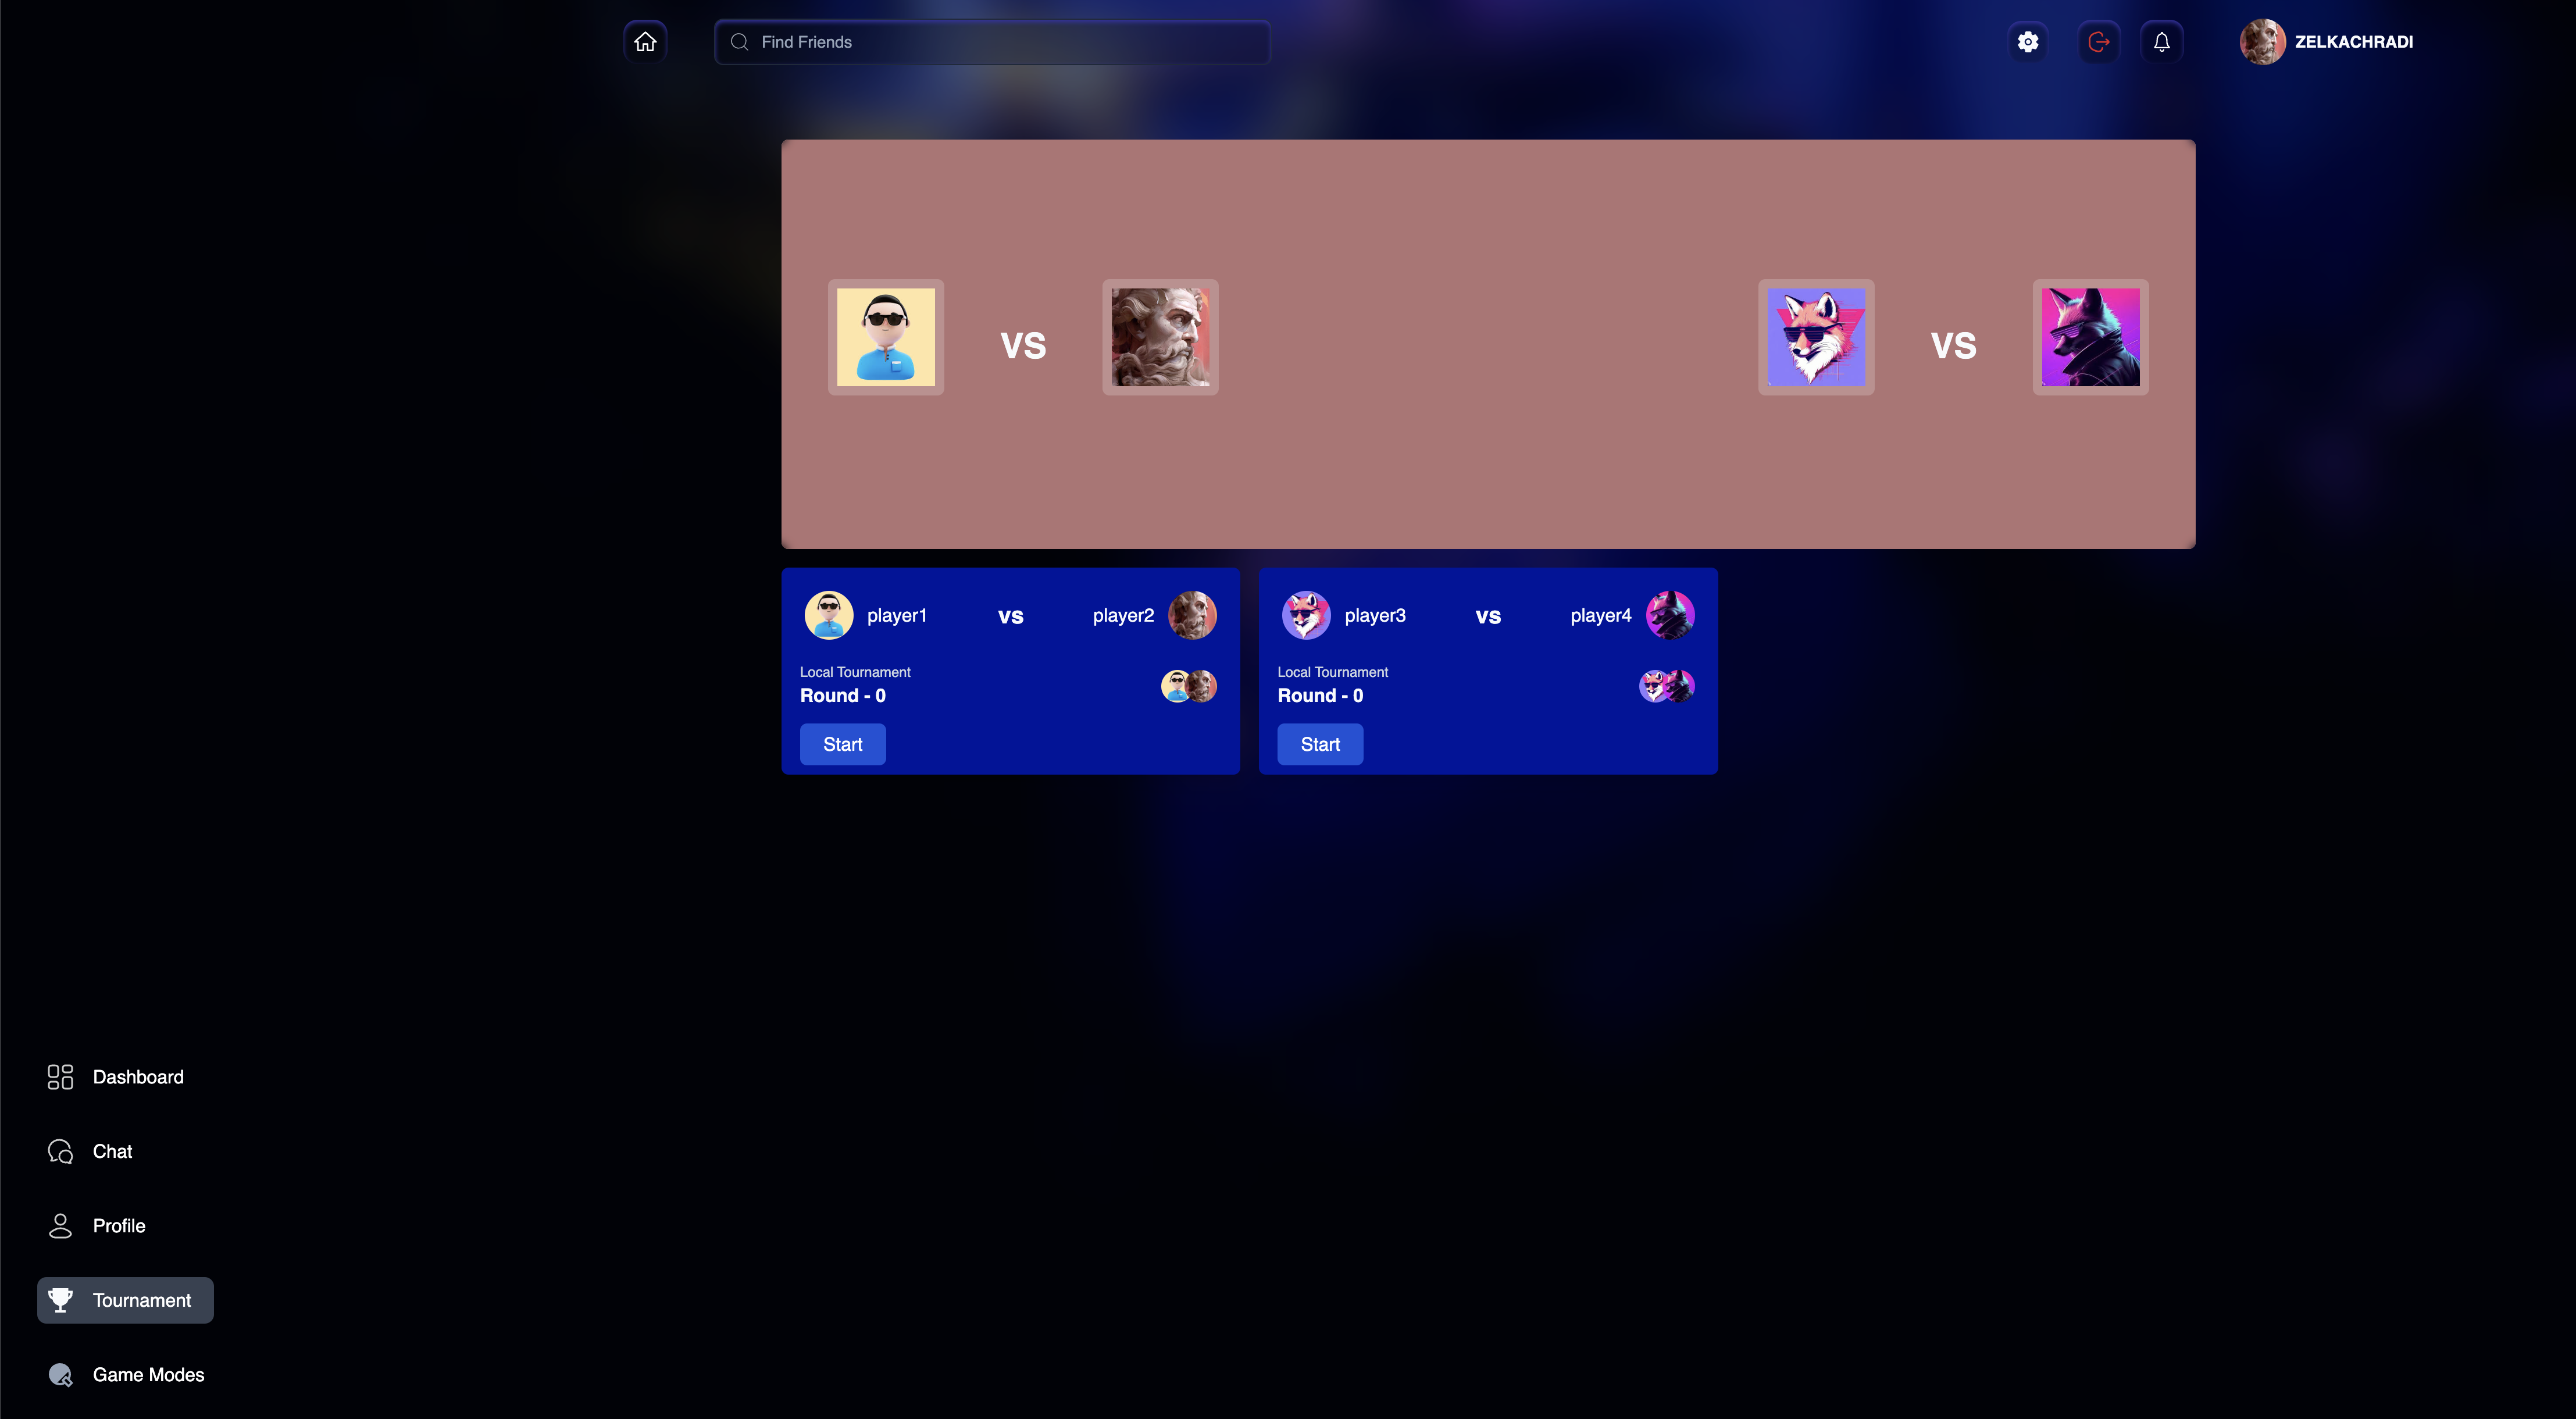 Find Friends
ZELKACHRADI
VS
VS
player1 vs player2
Local Tournament
Round - 0
Start
player3 vs player4
Local Tournament
Round - 0
Start
Dashboard
Chat
Profile
Tournament
Game Modes